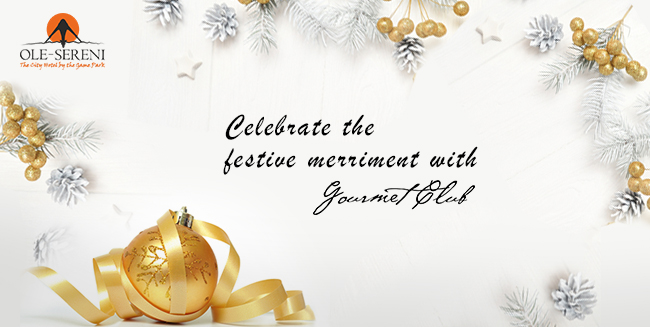 OLE-SERENI
The City Hotel by the Game Park
Celebrate the
festive merriment with
Gourmet Club